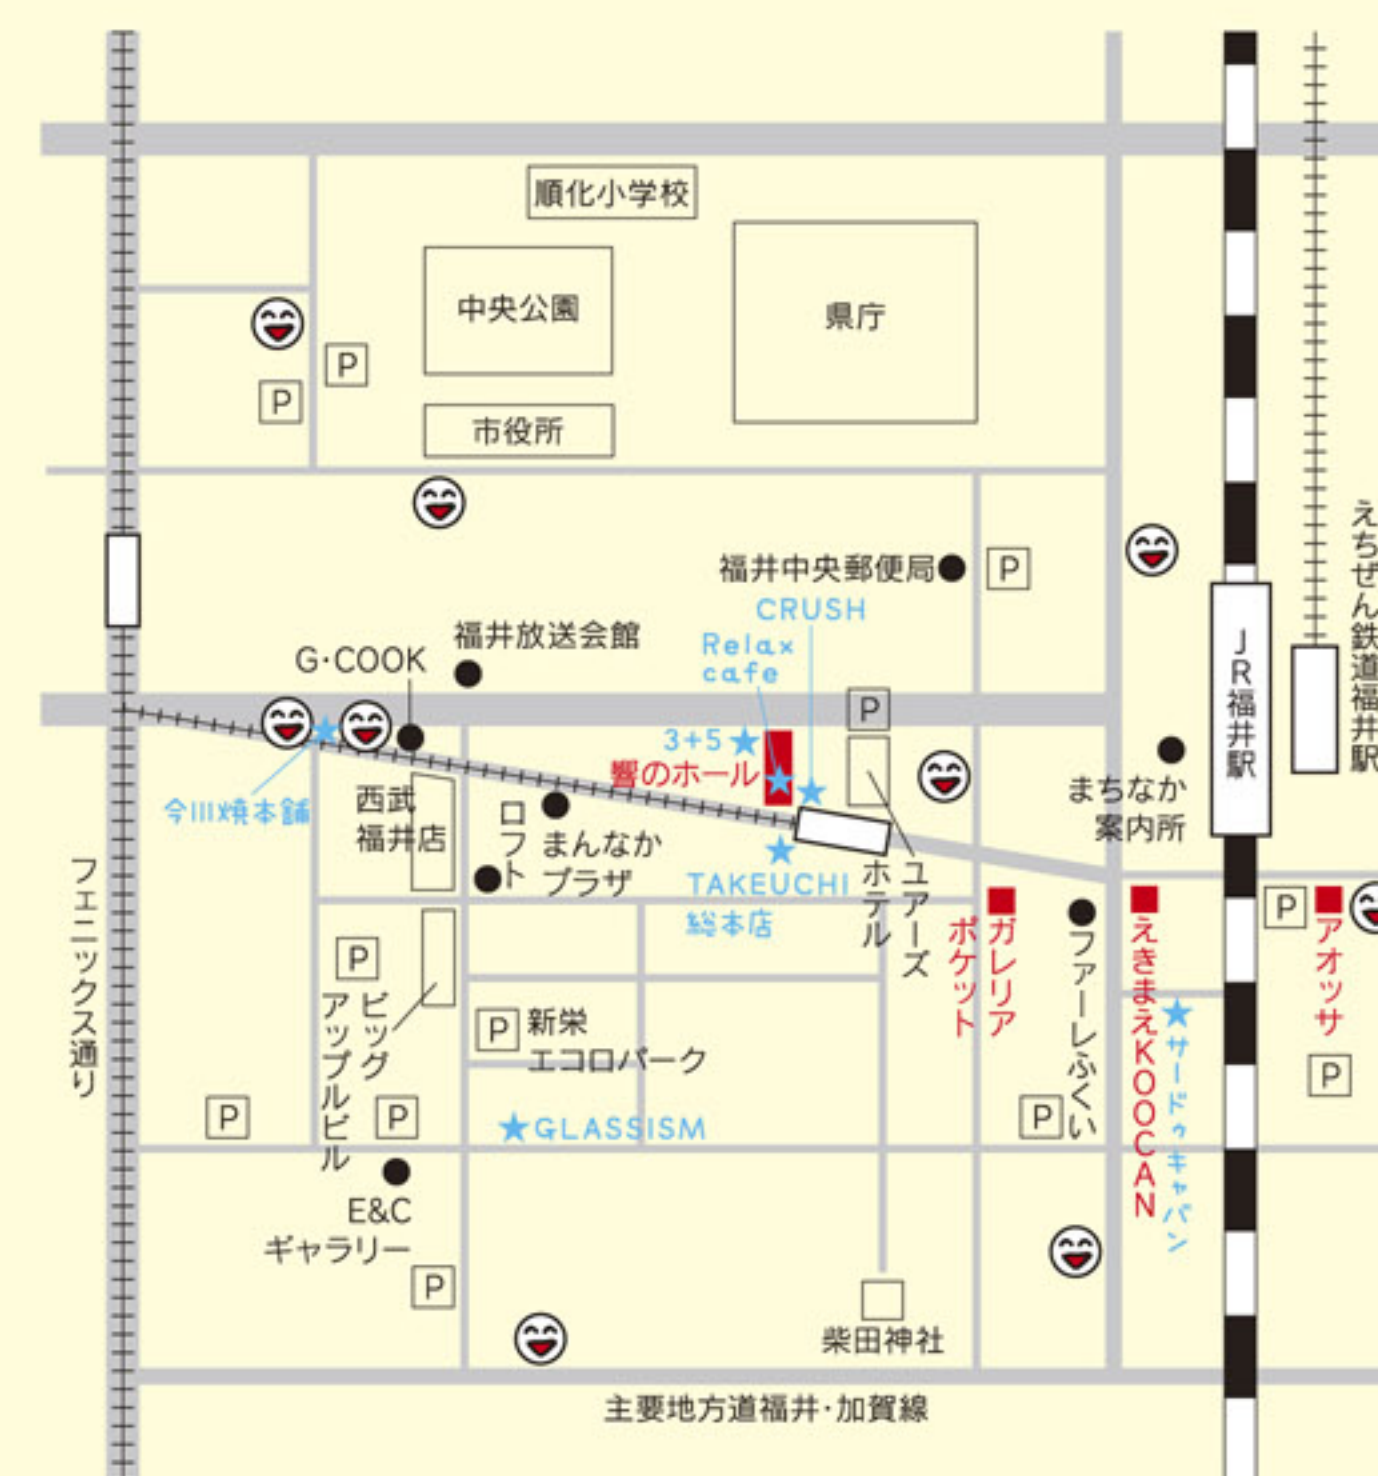 順化小学校
中央公園
県庁
P
P
市役所
福井中央郵便局
P
CRUSH
Relax
cafe
福井放送会館
G・COOK
P
3+5
響のホール
今川焼本舗
西武
福井店
ロフト
まんなか
プラザ
TAKEUCHI
総本店
ユアーズ
ホテル
まちなか
案内所
JR福井駅
えちぜん鉄道福井駅
フェニックス通り
P
ビッグ
アップルビル
P
新栄
エコロパーク
ガレリア
ポケット
ファーレふくい
えきまえKOOCAN
サードゥキャバン
P
アオッサ
P
P
P
P
GLASSISM
E&C
ギャラリー
P
柴田神社
主要地方道福井・加賀線